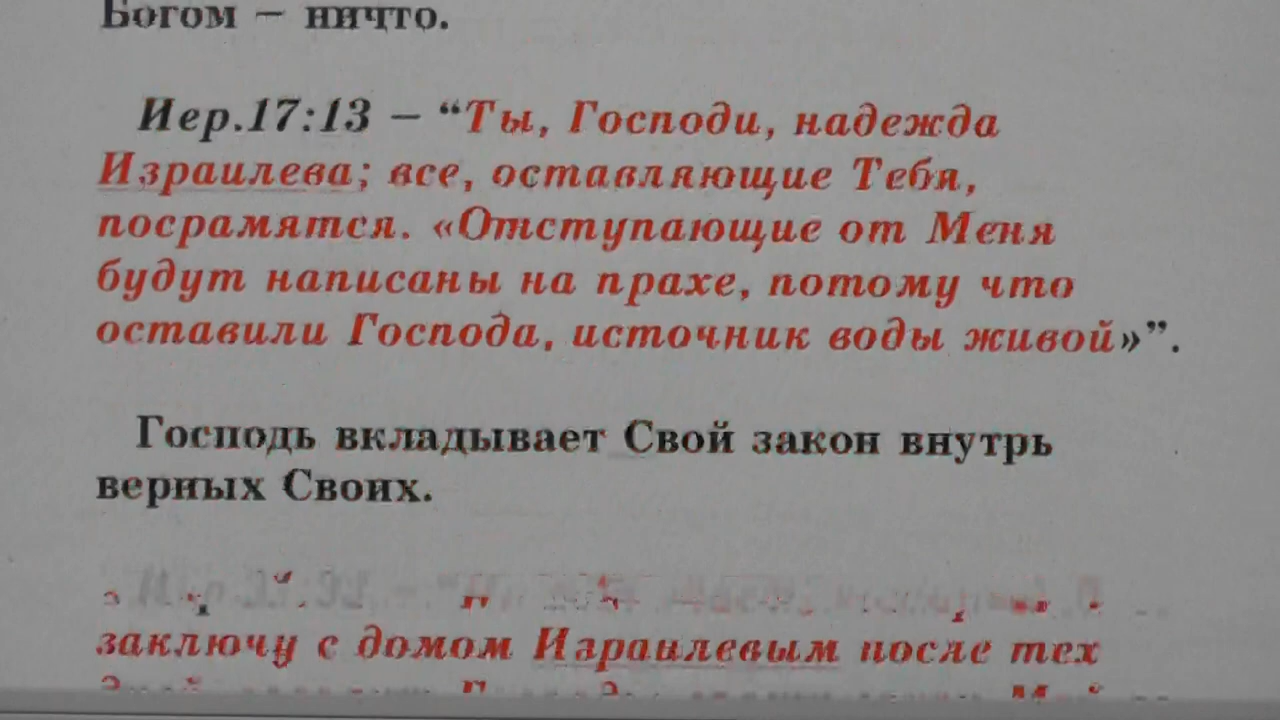 Богом – ничто.
Иер.17:13 – “Ты, Господи, надежда
Израилева; все, оставляющие Тебя,
посрамятся. «Отступающие от Меня
будут написаны на прахе, потому что
оставили Господа, источник воды живой»”.
Господь вкладывает Свой закон внутрь
верных Своих.
заключу с домом Израилевым после тех